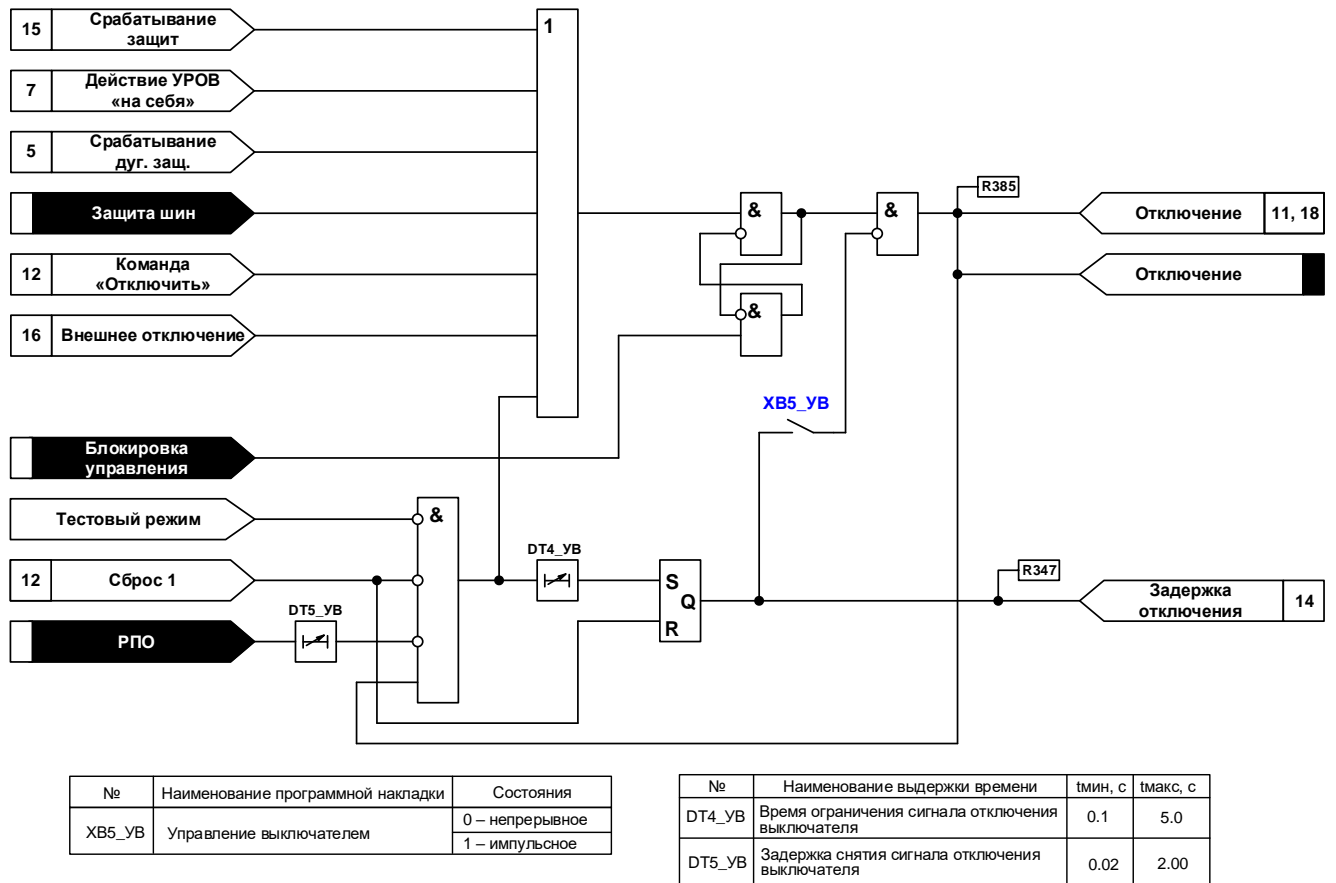 15
Срабатывание
защит
7
Действие УРОВ
«на себя»
5
Срабатывание
дуг. защ.
Защита шин
12
Команда
«Отключить»
16
Внешнее отключение
Блокировка
управления
Тестовый режим
12
Сброс 1
РПО
1
&
&
&
&
R385
Отключение
11, 18
Отключение
XB5_УВ
DT4_УВ
DT5_УВ
S
Q
R
R347
Задержка
отключения
14
№ Наименование программной накладки Состояния
XB5_УВ Управление выключателем 0 – непрерывное
1 – импульсное
№ Наименование выдержки времени tмин, с tмакс, с
DT4_УВ Время ограничения сигнала отключения
выключателя 0.1 5.0
DT5_УВ Задержка снятия сигнала отключения
выключателя 0.02 2.00